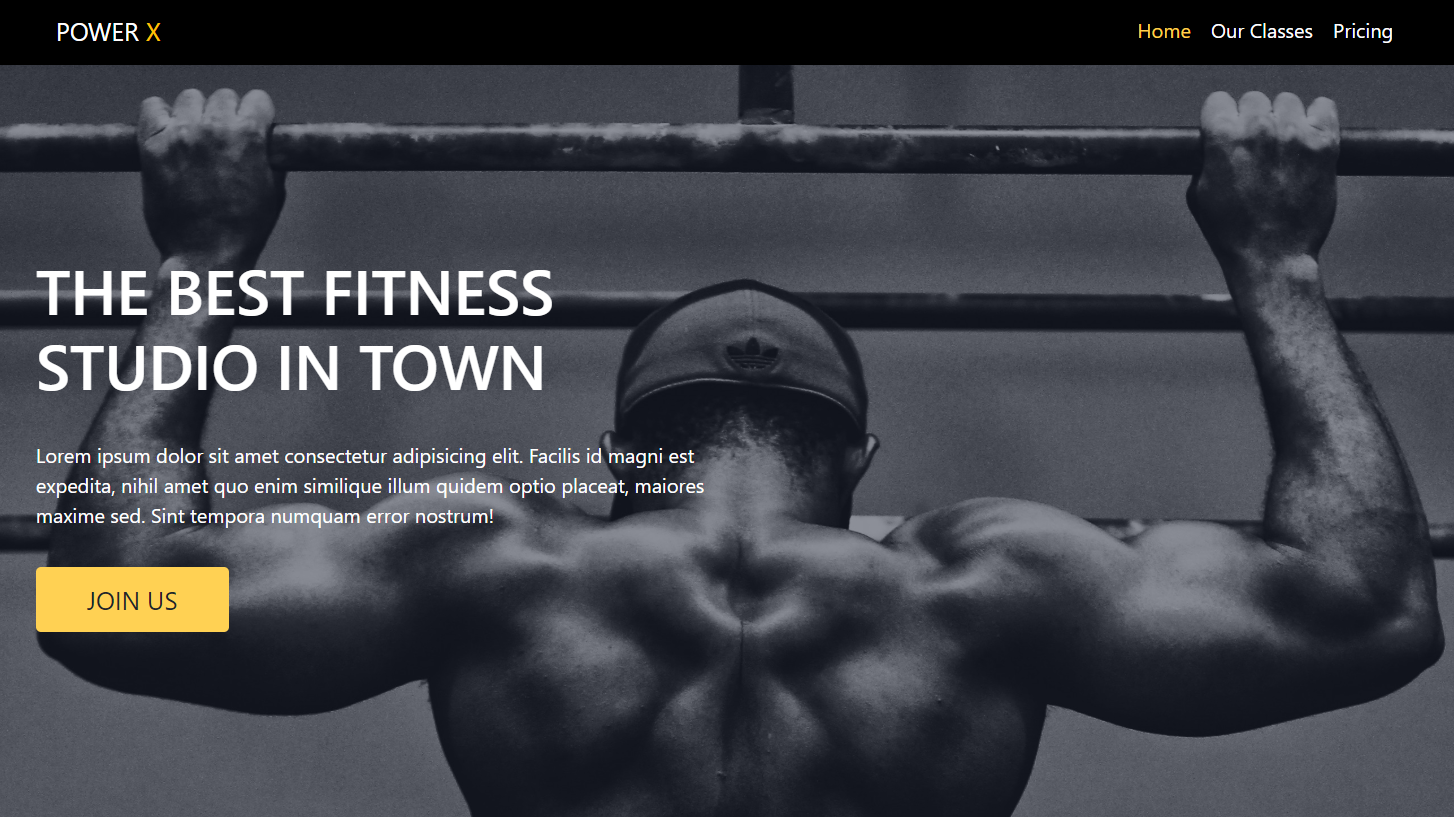 POWER X
Home Our Classes Pricing
THE BEST FITNESS
STUDIO IN TOWN
Lorem ipsum dolor sit amet consectetur adipisicing elit. Facilis id magni est
expedita, nihil amet quo enim similique illum quidem optio placeat, maiores
maxime sed. Sint tempora numquam error nostrum!
JOIN US